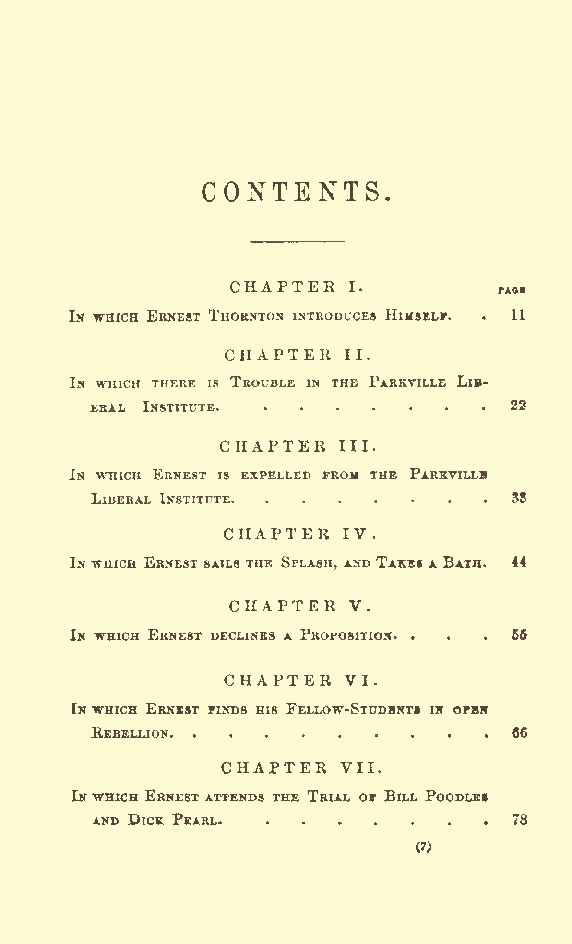 CONTENTS.
CHAPTER I.
PAGE
In which Ernest Thornton introduces Himself. . 11
CHAPTER II.
In which there is Trouble in the Parkville Lib-
eral Institute. . . . . . . . 22
CHAPTER III.
In which Ernest is expelled from the Parkville
Liberal Institute. . . . . . . . 33
CHAPTER IV.
In which Ernest sails the Splash, and Takes a Bath. 44
CHAPTER V.
In which Ernest declines a Proposition. . . . 55
CHAPTER VI.
In which Ernest finds his Fellow-Students in open
Rebellion. . . . . . . . . . 66
CHAPTER VII.
In which Ernest attends the Trial of Bill Poodles
and Dick Pearl. . . . . . . . 78
(7)